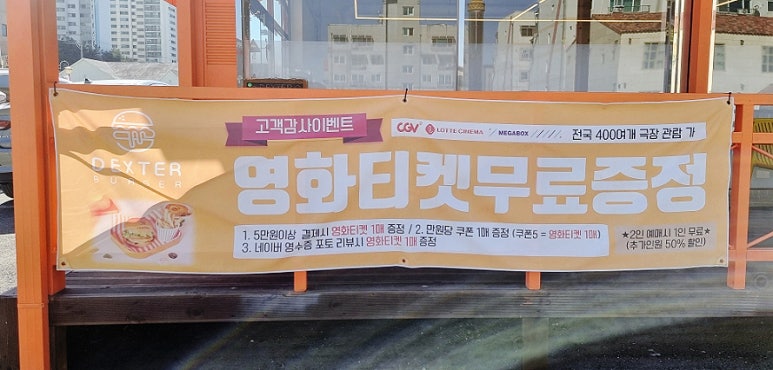 고객감사이벤트
CGV LOTTE CINEMA MEGABOX 전국 400여개 극장 관람 가
DEXTER
BURGER
영화티켓무료증정
1. 5만원이상 결제시 영화티켓 1매 증정 / 2. 만원당 쿠폰 1매 증정 (쿠폰5 = 영화티켓 1매)
3. 네이버 영수증 포토 리뷰시 영화티켓 1매 증정
★2인 예매시 1인 무료★
(추가인원 50% 할인)